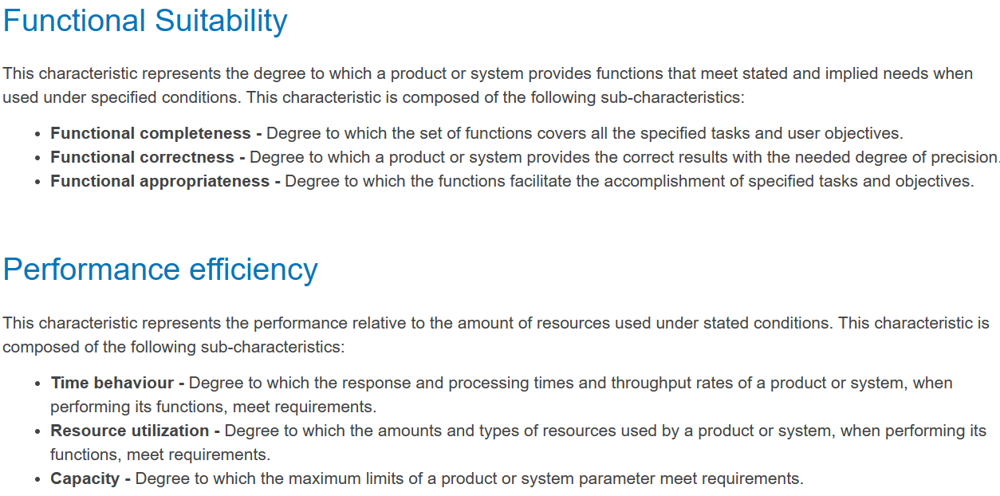 Functional Suitability
This characteristic represents the degree to which a product or system provides functions that meet stated and implied needs when
used under specified conditions. This characteristic is composed of the following sub-characteristics:
• Functional completeness - Degree to which the set of functions covers all the specified tasks and user objectives.
• Functional correctness - Degree to which a product or system provides the correct results with the needed degree of precision.
• Functional appropriateness - Degree to which the functions facilitate the accomplishment of specified tasks and objectives.
Performance efficiency
This characteristic represents the performance relative to the amount of resources used under stated conditions. This characteristic is
composed of the following sub-characteristics:
• Time behaviour - Degree to which the response and processing times and throughput rates of a product or system, when
performing its functions, meet requirements.
• Resource utilization - Degree to which the amounts and types of resources used by a product or system, when performing its
functions, meet requirements.
• Capacity - Degree to which the maximum limits of a product or system parameter meet requirements.